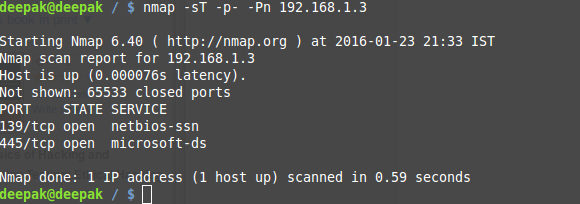 deepak@deepak / $ nmap -sT -p- -Pn 192.168.1.3
Starting Nmap 6.40 ( http://nmap.org ) at 2016-01-23 21:33 IST
Nmap scan report for 192.168.1.3
Host is up (0.000076s latency).
Not shown: 65533 closed ports
PORT    STATE SERVICE
139/tcp open  netbios-ssn
445/tcp open  microsoft-ds
Nmap done: 1 IP address (1 host up) scanned in 0.59 seconds
deepak@deepak / $